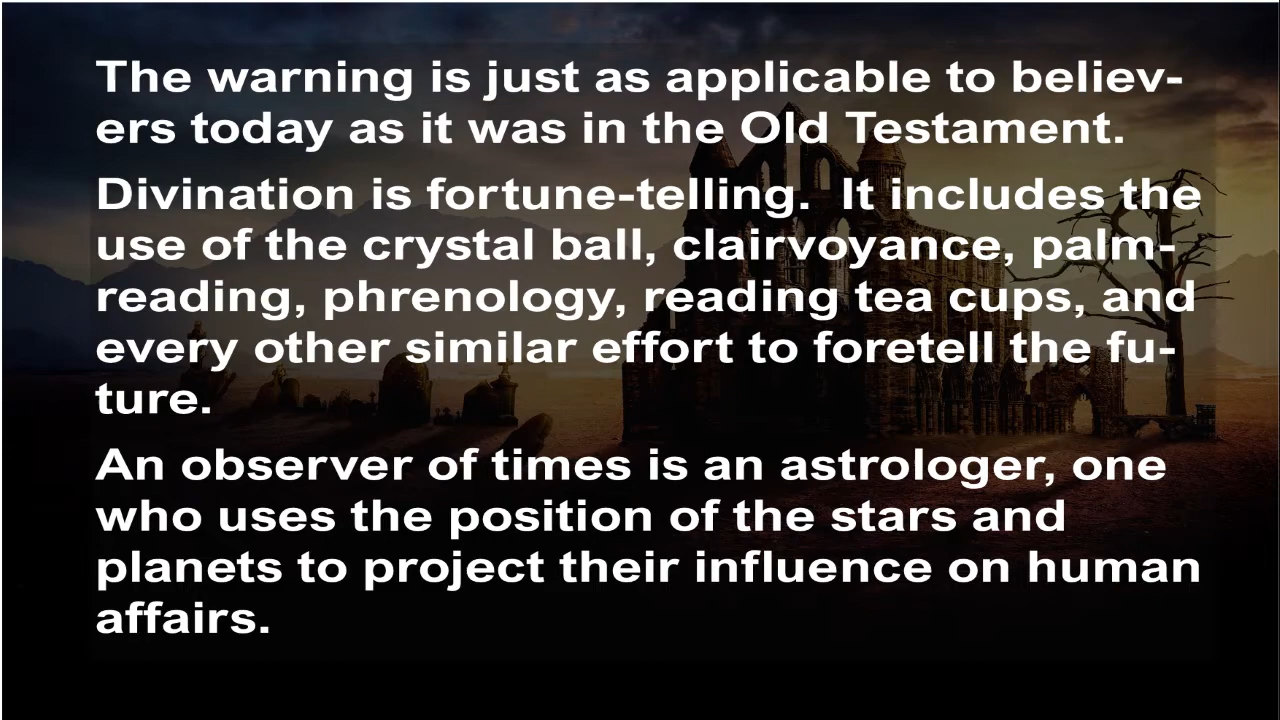 The warning is just as applicable to believ-
ers today as it was in the Old Testament.
Divination is fortune-telling.  It includes the
use of the crystal ball, clairvoyance, palm-
reading, phrenology, reading tea cups, and
every other similar effort to foretell the fu-
ture.
An observer of times is an astrologer, one
who uses the position of the stars and
planets to project their influence on human
affairs.